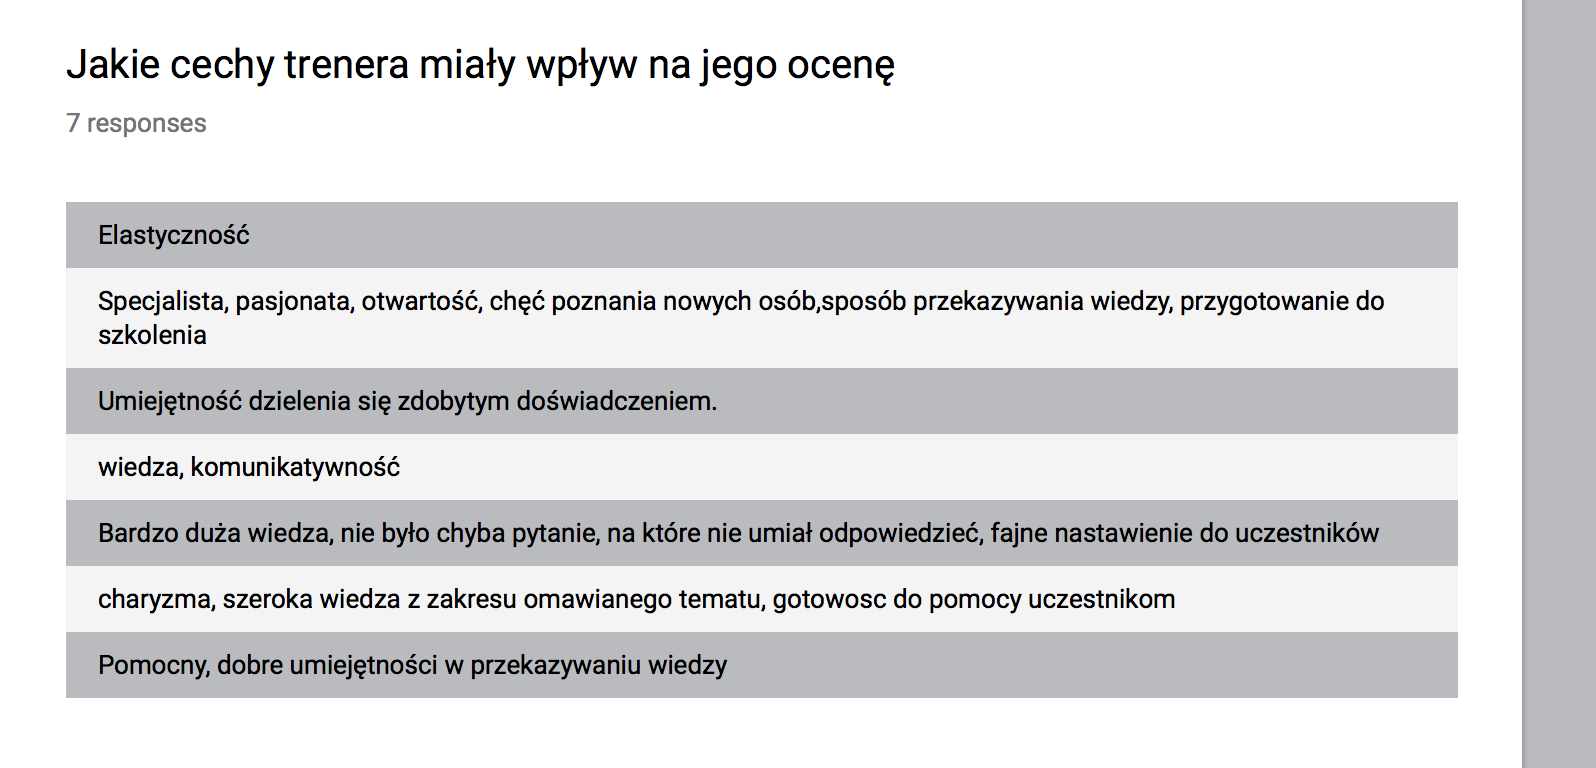 Jakie cechy trenera miały wpływ na jego ocenę
7 responses
Elastyczność
Specjalista, pasjonata, otwartość, chęć poznania nowych osób,sposób przekazywania wiedzy, przygotowanie do
szkolenia
Umiejętność dzielenia się zdobytym doświadczeniem.
wiedza, komunikatywność
Bardzo duża wiedza, nie było chyba pytanie, na które nie umiał odpowiedzieć, fajne nastawienie do uczestników
charyzma, szeroka wiedza z zakresu omawianego tematu, gotowosc do pomocy uczestnikom
Pomocny, dobre umiejętności w przekazywaniu wiedzy